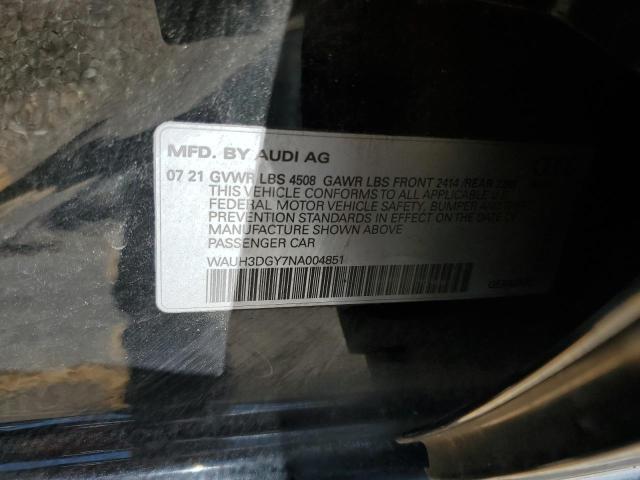 MFD. BY AUDI AG
07 21 GVWR LBS 4508 GAWR LBS FRONT 2414 /REAR
THIS VEHICLE CONFORMS TO ALL APPLICABLE
FEDERAL MOTOR VEHICLE SAFETY, BUMPER AND
PREVENTION STANDARDS IN EFFECT ON THE DATE OF
MANUFACTURE SHOWN ABOVE
PASSENGER CAR
WAUH3DGY7NA004851